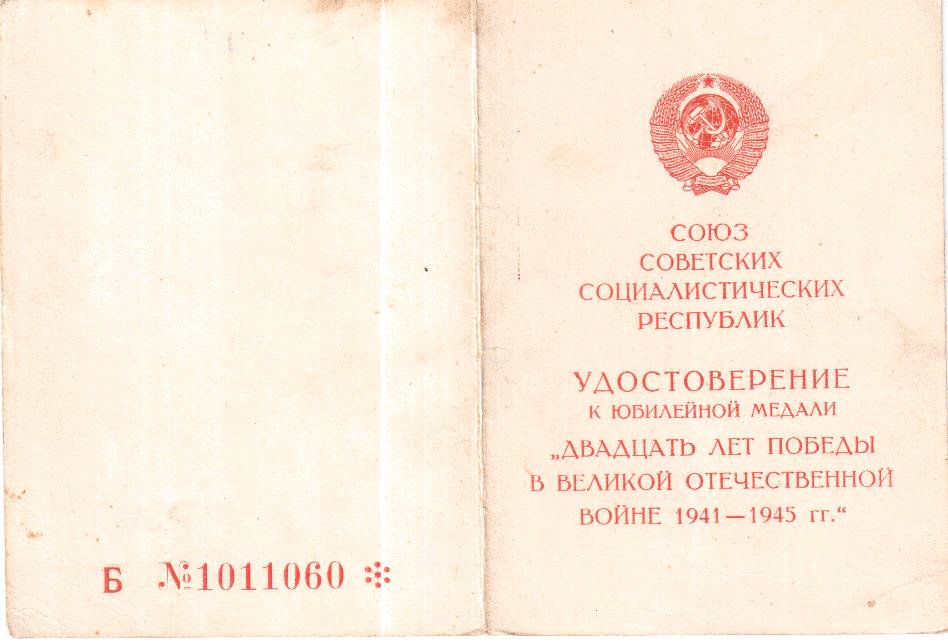 Б №1011060
СОЮЗ
СОВЕТСКИХ
СОЦИАЛИСТИЧЕСКИХ
РЕСПУБЛИК
УДОСТОВЕРЕНИЕ
К ЮБИЛЕЙНОЙ МЕДАЛИ
„ДВАДЦАТЬ ЛЕТ ПОБЕДЫ
В ВЕЛИКОЙ ОТЕЧЕСТВЕННОЙ
ВОЙНЕ 1941—1945 гг.“